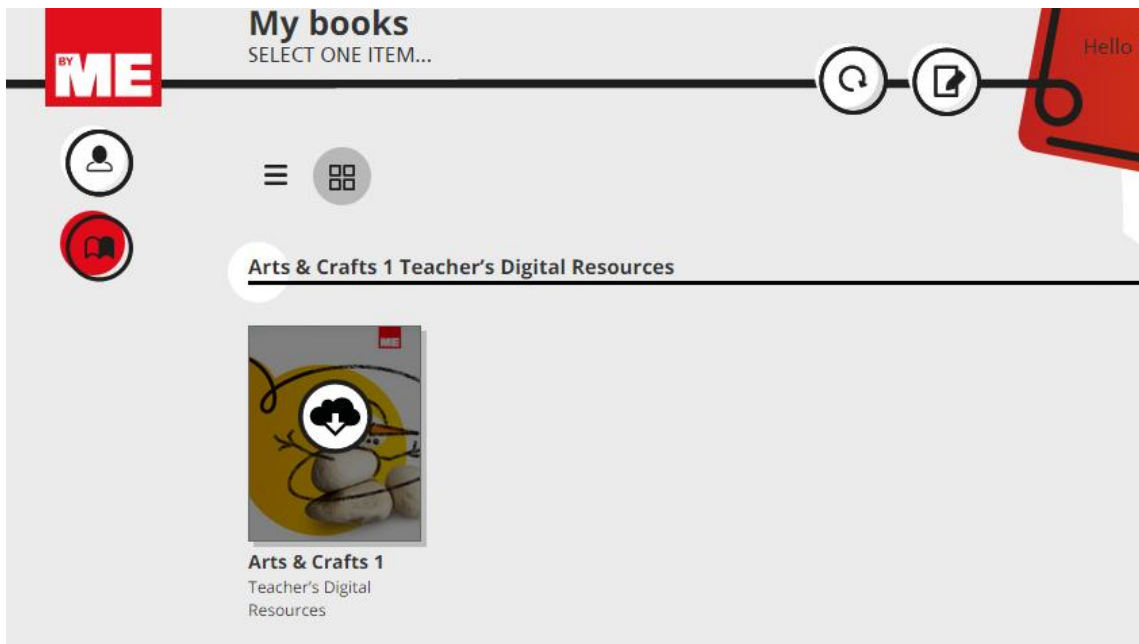 My books
SELECT ONE ITEM...
BY
ME
Hello
Arts & Crafts 1 Teacher’s Digital Resources
ME
Arts & Crafts 1
Teacher’s Digital
Resources